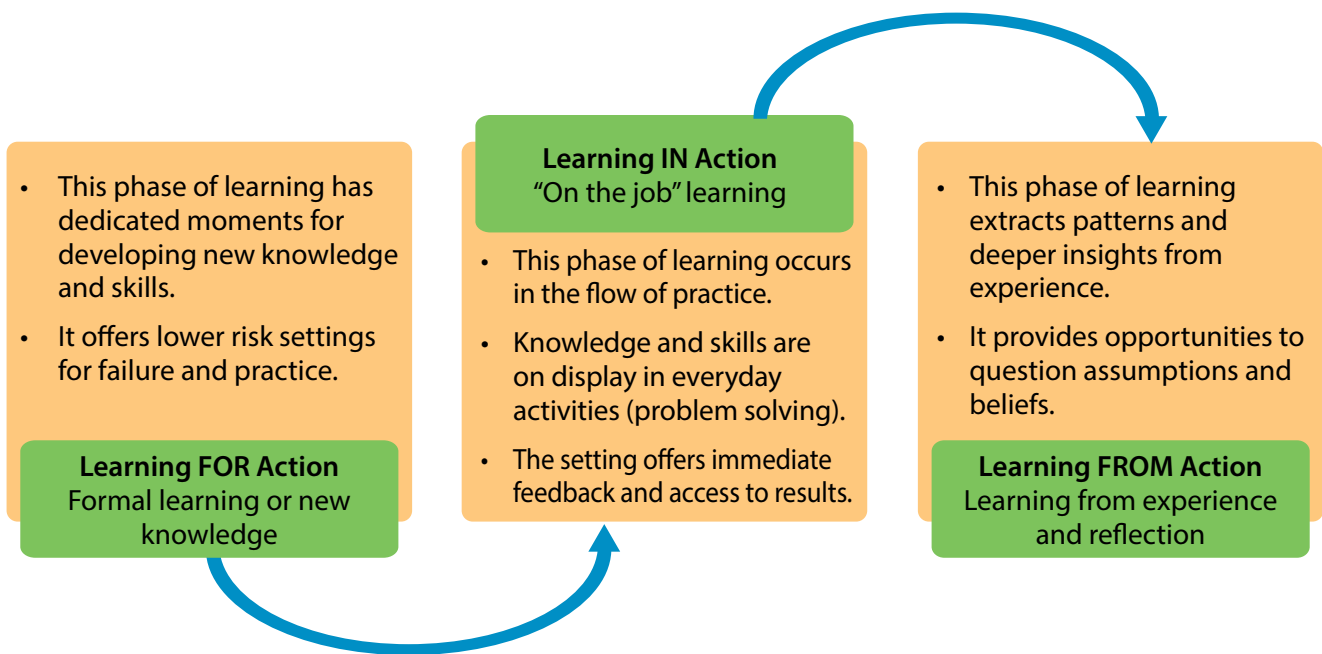 • This phase of learning has
dedicated moments for
developing new knowledge
and skills.
• It offers lower risk settings
for failure and practice.
Learning FOR Action
Formal learning or new
knowledge
Learning IN Action
“On the job” learning
• This phase of learning occurs
in the flow of practice.
• Knowledge and skills are
on display in everyday
activities (problem solving).
• The setting offers immediate
feedback and access to results.
• This phase of learning
extracts patterns and
deeper insights from
experience.
• It provides opportunities to
question assumptions and
beliefs.
Learning FROM Action
Learning from experience
and reflection